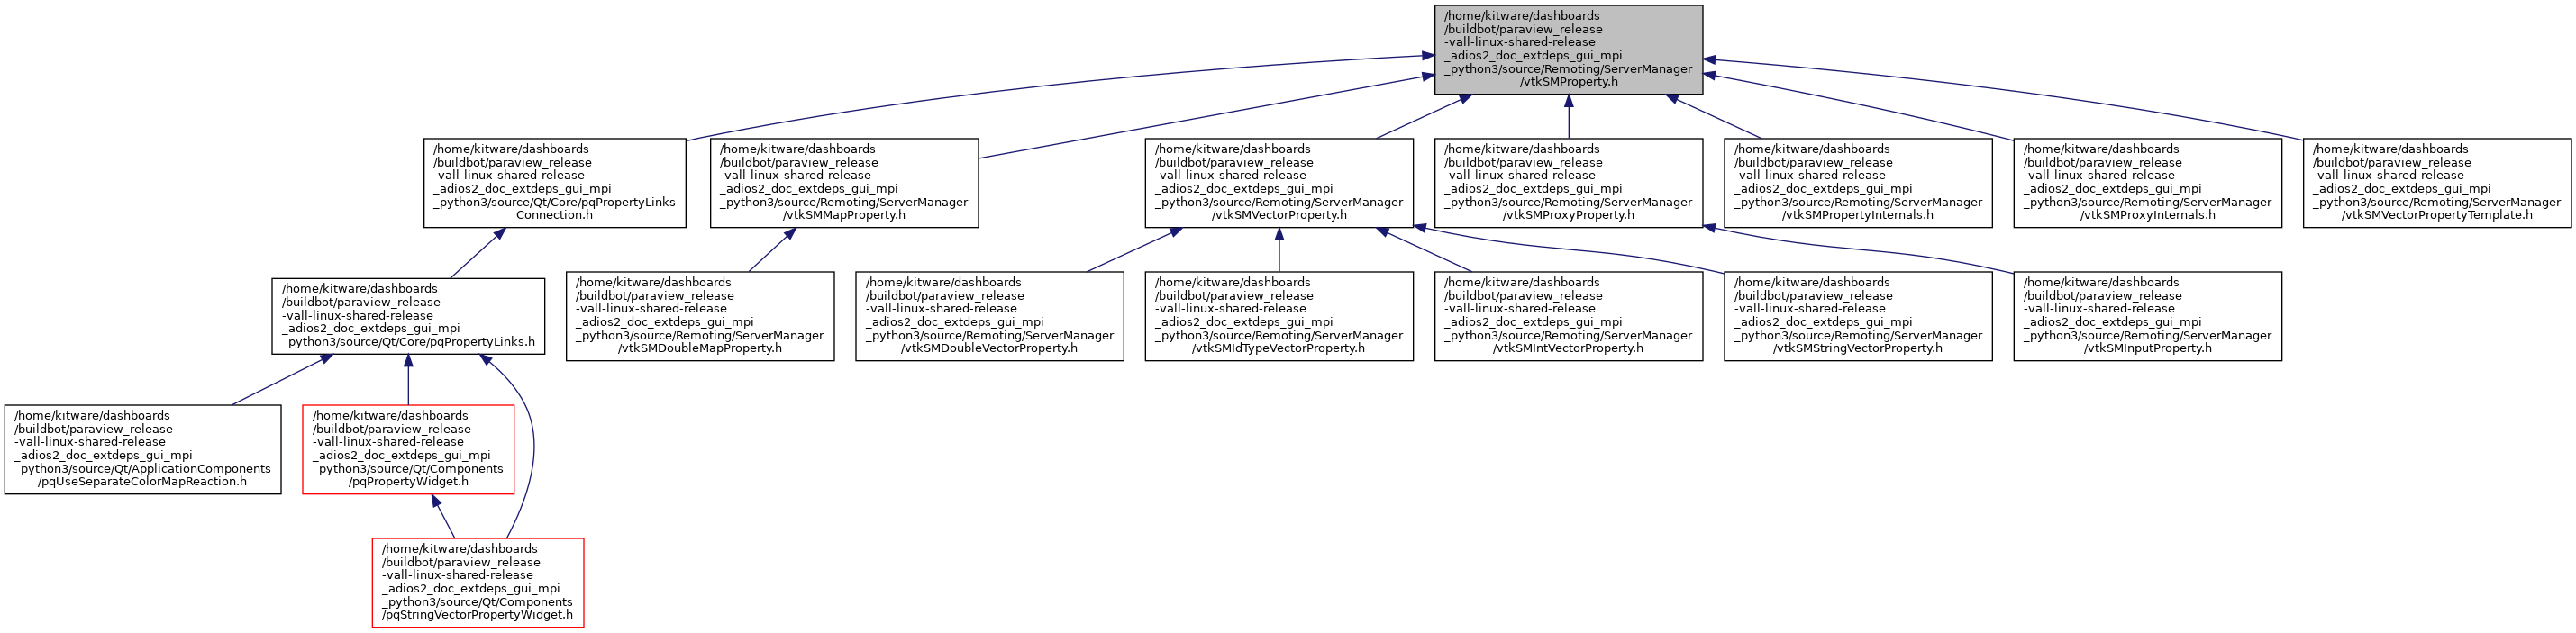 /home/kitware/dashboards
/buildbot/paraview_release
-vall-linux-shared-release
_adios2_doc_extdeps_gui_mpi
_python3/source/Remoting/ServerManager
/vtkSMProperty.h
/home/kitware/dashboards
/buildbot/paraview_release
-vall-linux-shared-release
_adios2_doc_extdeps_gui_mpi
_python3/source/Qt/Core/pqPropertyLinks
Connection.h
/home/kitware/dashboards
/buildbot/paraview_release
-vall-linux-shared-release
_adios2_doc_extdeps_gui_mpi
_python3/source/Remoting/ServerManager
/vtkSMMapProperty.h
/home/kitware/dashboards
/buildbot/paraview_release
-vall-linux-shared-release
_adios2_doc_extdeps_gui_mpi
_python3/source/Remoting/ServerManager
/vtkSMVectorProperty.h
/home/kitware/dashboards
/buildbot/paraview_release
-vall-linux-shared-release
_adios2_doc_extdeps_gui_mpi
_python3/source/Remoting/ServerManager
/vtkSMProxyProperty.h
/home/kitware/dashboards
/buildbot/paraview_release
-vall-linux-shared-release
_adios2_doc_extdeps_gui_mpi
_python3/source/Remoting/ServerManager
/vtkSMPropertyInternals.h
/home/kitware/dashboards
/buildbot/paraview_release
-vall-linux-shared-release
_adios2_doc_extdeps_gui_mpi
_python3/source/Remoting/ServerManager
/vtkSMProxyInternals.h
/home/kitware/dashboards
/buildbot/paraview_release
-vall-linux-shared-release
_adios2_doc_extdeps_gui_mpi
_python3/source/Remoting/ServerManager
/vtkSMVectorPropertyTemplate.h
/home/kitware/dashboards
/buildbot/paraview_release
-vall-linux-shared-release
_adios2_doc_extdeps_gui_mpi
_python3/source/Qt/Core/pqPropertyLinks.h
/home/kitware/dashboards
/buildbot/paraview_release
-vall-linux-shared-release
_adios2_doc_extdeps_gui_mpi
_python3/source/Remoting/ServerManager
/vtkSMDoubleMapProperty.h
/home/kitware/dashboards
/buildbot/paraview_release
-vall-linux-shared-release
_adios2_doc_extdeps_gui_mpi
_python3/source/Remoting/ServerManager
/vtkSMDoubleVectorProperty.h
/home/kitware/dashboards
/buildbot/paraview_release
-vall-linux-shared-release
_adios2_doc_extdeps_gui_mpi
_python3/source/Remoting/ServerManager
/vtkSMIdTypeVectorProperty.h
/home/kitware/dashboards
/buildbot/paraview_release
-vall-linux-shared-release
_adios2_doc_extdeps_gui_mpi
_python3/source/Remoting/ServerManager
/vtkSMIntVectorProperty.h
/home/kitware/dashboards
/buildbot/paraview_release
-vall-linux-shared-release
_adios2_doc_extdeps_gui_mpi
_python3/source/Remoting/ServerManager
/vtkSMStringVectorProperty.h
/home/kitware/dashboards
/buildbot/paraview_release
-vall-linux-shared-release
_adios2_doc_extdeps_gui_mpi
_python3/source/Remoting/ServerManager
/vtkSMInputProperty.h
/home/kitware/dashboards
/buildbot/paraview_release
-vall-linux-shared-release
_adios2_doc_extdeps_gui_mpi
_python3/source/Qt/ApplicationComponents
/pqUseSeparateColorMapReaction.h
/home/kitware/dashboards
/buildbot/paraview_release
-vall-linux-shared-release
_adios2_doc_extdeps_gui_mpi
_python3/source/Qt/Components
/pqPropertyWidget.h
/home/kitware/dashboards
/buildbot/paraview_release
-vall-linux-shared-release
_adios2_doc_extdeps_gui_mpi
_python3/source/Qt/Components
/pqStringVectorPropertyWidget.h